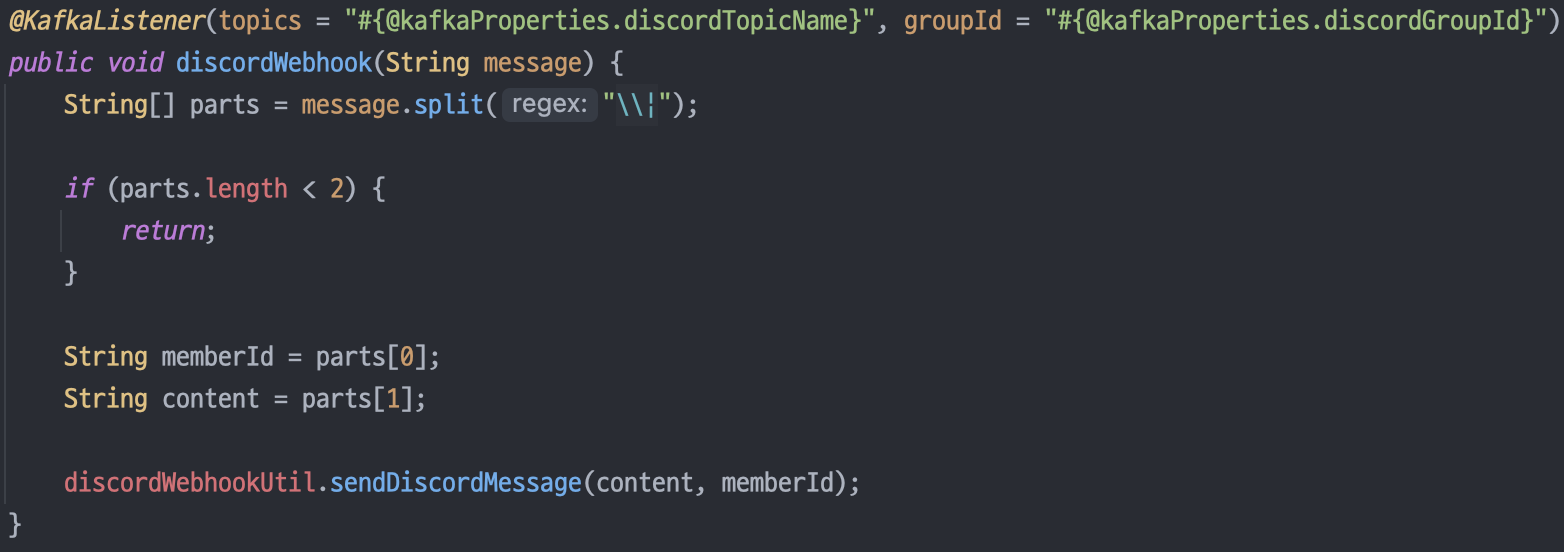 @KafkaListener(topics = "#{@kafkaProperties.discordTopicName}", groupId = "#{@kafkaProperties.discordGroupId}")
public void discordWebhook(String message) {
    String[] parts = message.split( regex: "\\|");
    if (parts.length < 2) {
        return;
    }
    String memberId = parts[0];
    String content = parts[1];
    discordWebhookUtil.sendDiscordMessage(content, memberId);
}